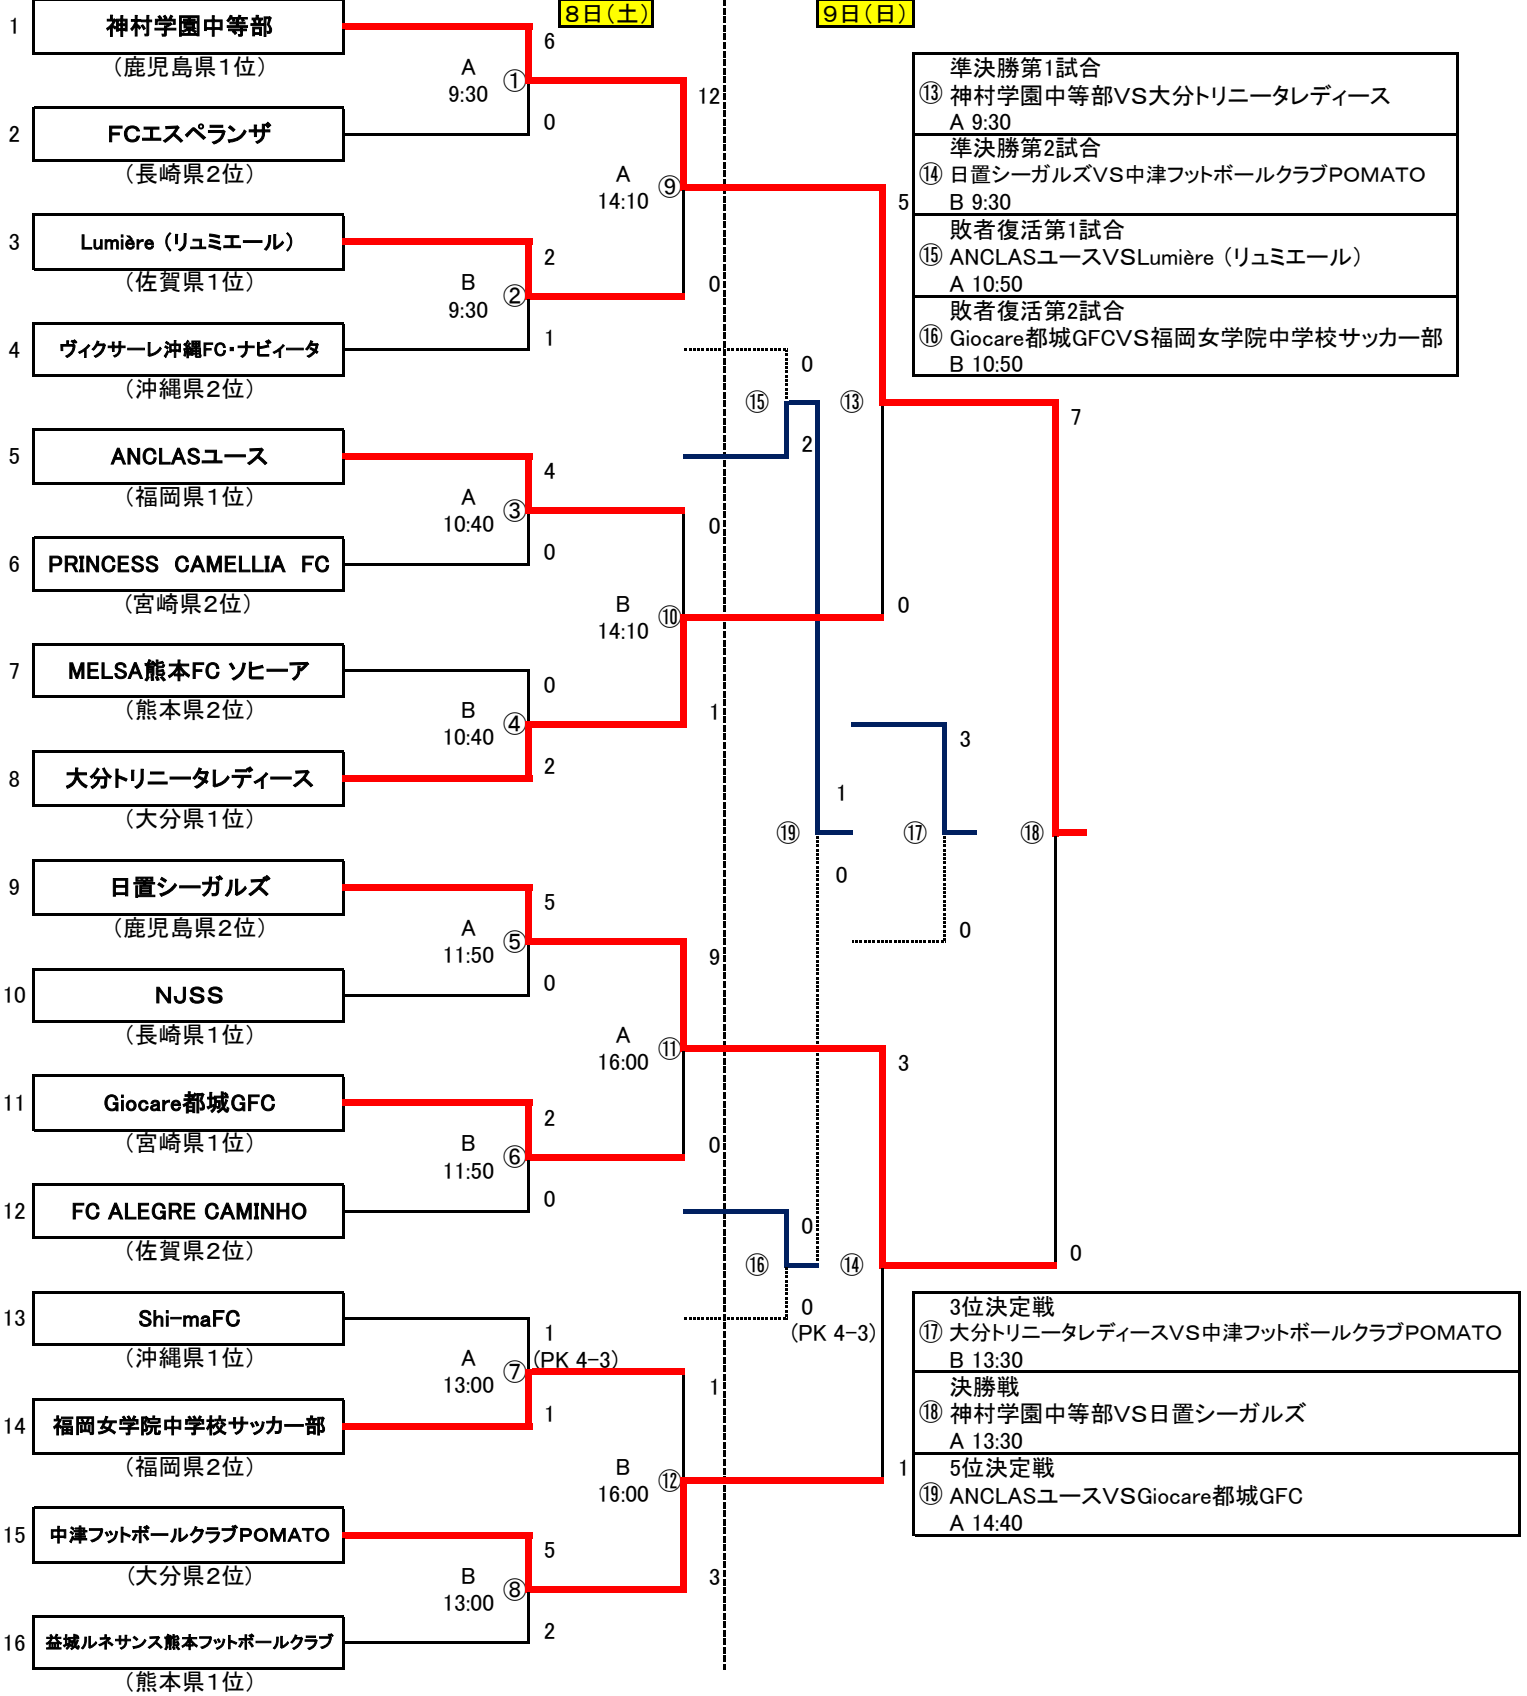 8日（土）
9日（日）
1
神村学園中等部
（鹿児島県１位）
2
ＦＣエスペランザ
（長崎県２位）
3
Lumière（リュミエール）
（佐賀県１位）
4
ヴィクサーレ沖縄FC・ナビィータ
（沖縄県２位）
5
ANCLASユース
（福岡県１位）
6
PRINCESS CAMELLIA FC
（宮崎県２位）
7
MELSA熊本FC ソヒーア
（熊本県２位）
8
大分トリニータレディース
（大分県１位）
9
日置シーガルズ
（鹿児島県２位）
10
ＮＪＳＳ
（長崎県１位）
11
Giocare都城GFC
（宮崎県１位）
12
FC ALEGRE CAMINHO
（佐賀県２位）
13
Shi-maFC
（沖縄県１位）
14
福岡女学院中学校サッカー部
（福岡県２位）
15
中津フットボールクラブＰＯＭＡＴＯ
（大分県２位）
16
益城ルネサンス熊本フットボールクラブ
（熊本県１位）
A
9:30
①
6
0
B
9:30
②
2
1
A
10:40
③
4
0
B
10:40
④
0
2
A
11:50
⑤
5
0
B
11:50
⑥
2
0
A
13:00
⑦
1
(PK 4-3)
1
B
13:00
⑧
5
2
A
14:10
⑨
12
0
B
14:10
⑩
0
1
A
16:00
⑪
9
0
B
16:00
⑫
1
3
⑮
0
2
⑬
5
0
⑯
0
0
(PK 4-3)
⑭
3
1
⑲
1
0
⑰
3
0
⑱
7
0
準決勝第1試合
⑬ 神村学園中等部VS大分トリニータレディース
A 9:30
準決勝第2試合
⑭ 日置シーガルズVS中津フットボールクラブPOMATO
B 9:30
敗者復活第1試合
⑮ ANCLASユースVSLumière（リュミエール）
A 10:50
敗者復活第2試合
⑯ Giocare都城GFCVS福岡女学院中学校サッカー部
B 10:50
3位決定戦
⑰ 大分トリニータレディースVS中津フットボールクラブPOMATO
B 13:30
決勝戦
⑱ 神村学園中等部VS日置シーガルズ
A 13:30
5位決定戦
⑲ ANCLASユースVSGiocare都城GFC
A 14:40